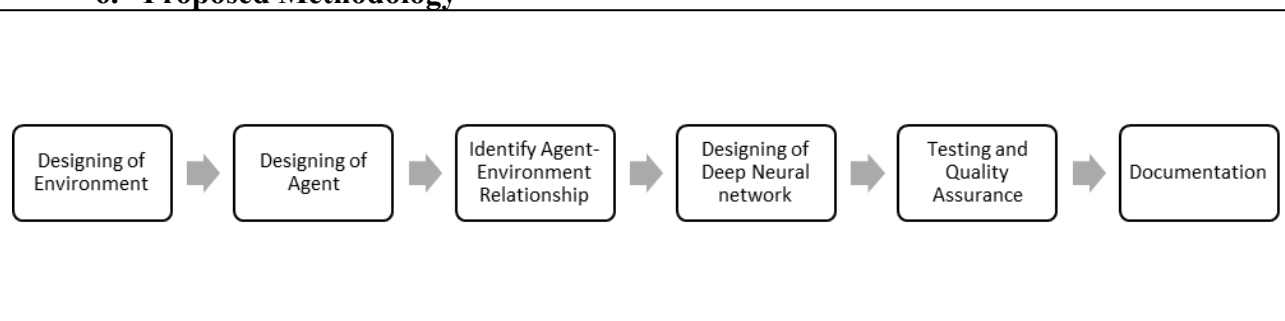 6. Proposed Methodology
Designing of
Environment
Designing of
Agent
Identify Agent-
Environment
Relationship
Designing of
Deep Neural
network
Testing and
Quality
Assurance
Documentation